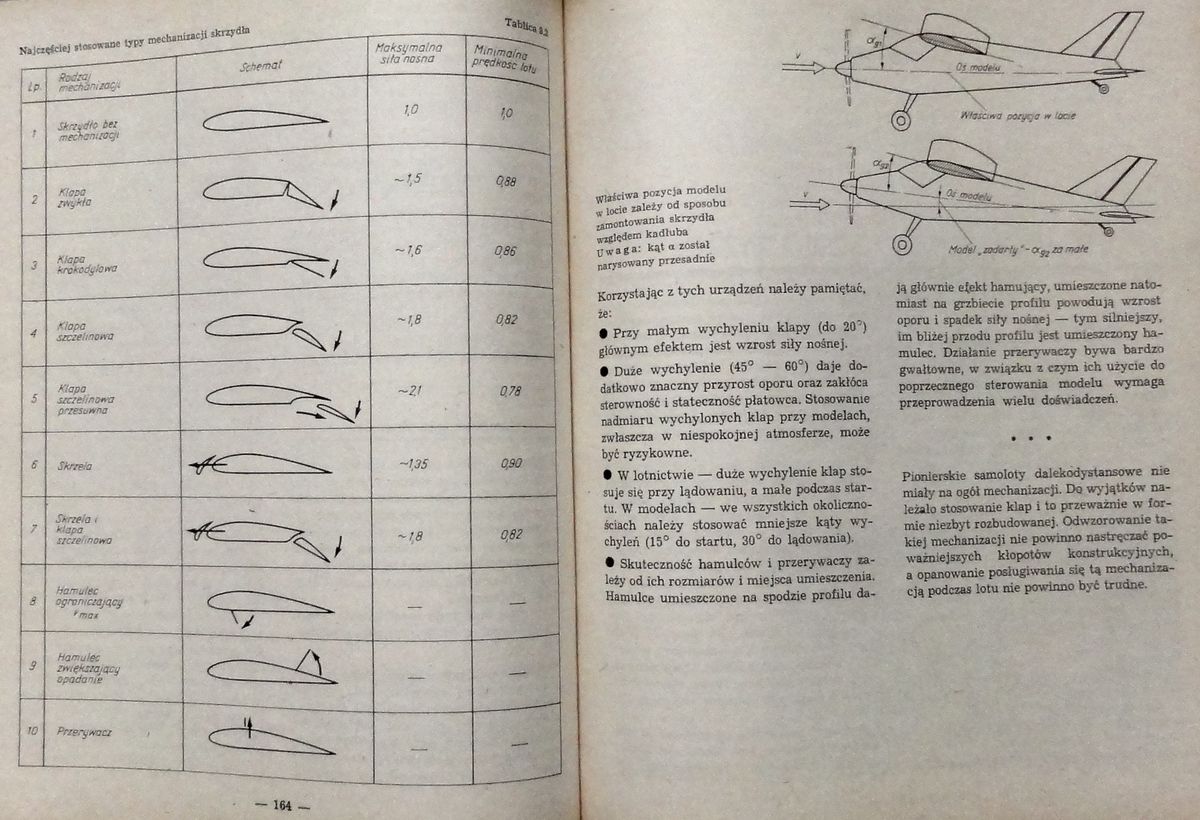 Najczęściej stosowane typy mechanizacji skrzydła
Tablica 9.2
Lp.
Rodzaj
mechanizacji
Schemat
Maksymalna
siła nośna
Minimalna
prędkość lotu
1
Skrzydło bez
mechanizacji
1,0
1,0
2
Klapa
zwykła
~1,5
0,88
3
Klapa
krokodylowa
~1,6
0,86
4
Klapa
szczelinowa
~1,8
0,82
5
Klapa
szczelinowa
przesuwna
~2,1
0,78
6
Skrzela
~1,35
0,90
7
Skrzela i
klapa
szczelinowa
~1,8
0,82
8
Hamulec
ograniczający
v max
—
—
9
Hamulec
zwiększający
opadanie
—
—
10
Przerywacz
—
—
— 164 —
αg1
v
Oś modelu
Właściwa pozycja w locie
αg2
v
Oś modelu
Model „zadarty" – αg2 za małe
Właściwa pozycja modelu
w locie zależy od sposobu
zamontowania skrzydła
względem kadłuba
Uwaga: kąt α został
narysowany przesadnie
Korzystając z tych urządzeń należy pamiętać,
że:
● Przy małym wychyleniu klapy (do 20°)
głównym efektem jest wzrost siły nośnej.
● Duże wychylenie (45° — 60°) daje do-
datkowo znaczny przyrost oporu oraz zakłóca
sterowność i stateczność płatowca. Stosowanie
nadmiaru wychylonych klap przy modelach,
zwłaszcza w niespokojnej atmosferze, może
być ryzykowne.
● W lotnictwie — duże wychylenie klap sto-
suje się przy lądowaniu, a małe podczas star-
tu. W modelach — we wszystkich okoliczno-
ściach należy stosować mniejsze kąty wy-
chyleń (15° do startu, 30° do lądowania).
● Skuteczność hamulców i przerywaczy za-
leży od ich rozmiarów i miejsca umieszczenia.
Hamulce umieszczone na spodzie profilu da-
ją głównie efekt hamujący, umieszczone nato-
miast na grzbiecie profilu powodują wzrost
oporu i spadek siły nośnej — tym silniejszy,
im bliżej przodu profilu jest umieszczony ha-
mulec. Działanie przerywaczy bywa bardzo
gwałtowne, w związku z czym ich użycie do
poprzecznego sterowania modelu wymaga
przeprowadzenia wielu doświadczeń.
• • •
Pionierskie samoloty dalekodystansowe nie
miały na ogół mechanizacji. Do wyjątków na-
leżało stosowanie klap i to przeważnie w for-
mie niezbyt rozbudowanej. Odwzorowanie ta-
kiej mechanizacji nie powinno nastręczać po-
ważniejszych kłopotów konstrukcyjnych,
a opanowanie posługiwania się tą mechaniza-
cją podczas lotu nie powinno być trudne.